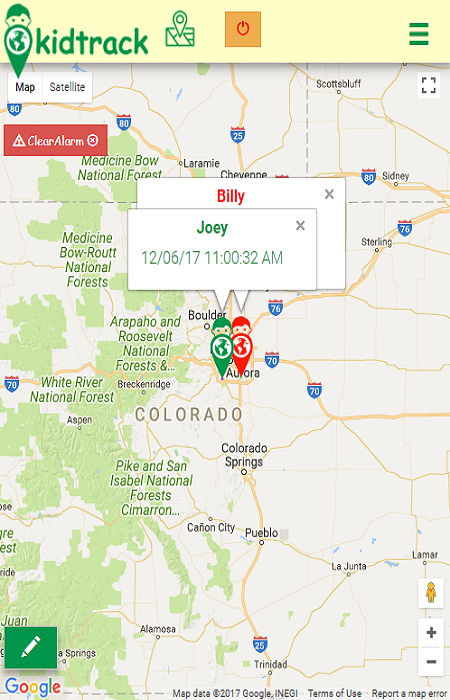 kidtrack
Map
Satellite
ClearAlarm
Scottsbluff
80
80
25
Laramie
Medicine Bow
National Forest
Cheyenne
80
Sidney
Billy
×
Joey
×
12/06/17 11:00:32 AM
Medicine
Bow-Routt
National
Forests
Sterling
76
Boulder
Arapaho and
Roosevelt
National
Forests &...
70
Aurora
70
White River
National Forest
Breckenridge
70
Aspen
COLORADO
Colorado
Springs
Pike and San
Isabel National
Forests
Cimarron...
Cañon City
Pueblo
Lamar
La Junta
Juan
Alamosa
Springs
25
Trinidad
+
−
Google
Map data ©2017 Google, INEGI
Terms of Use
Report a map error